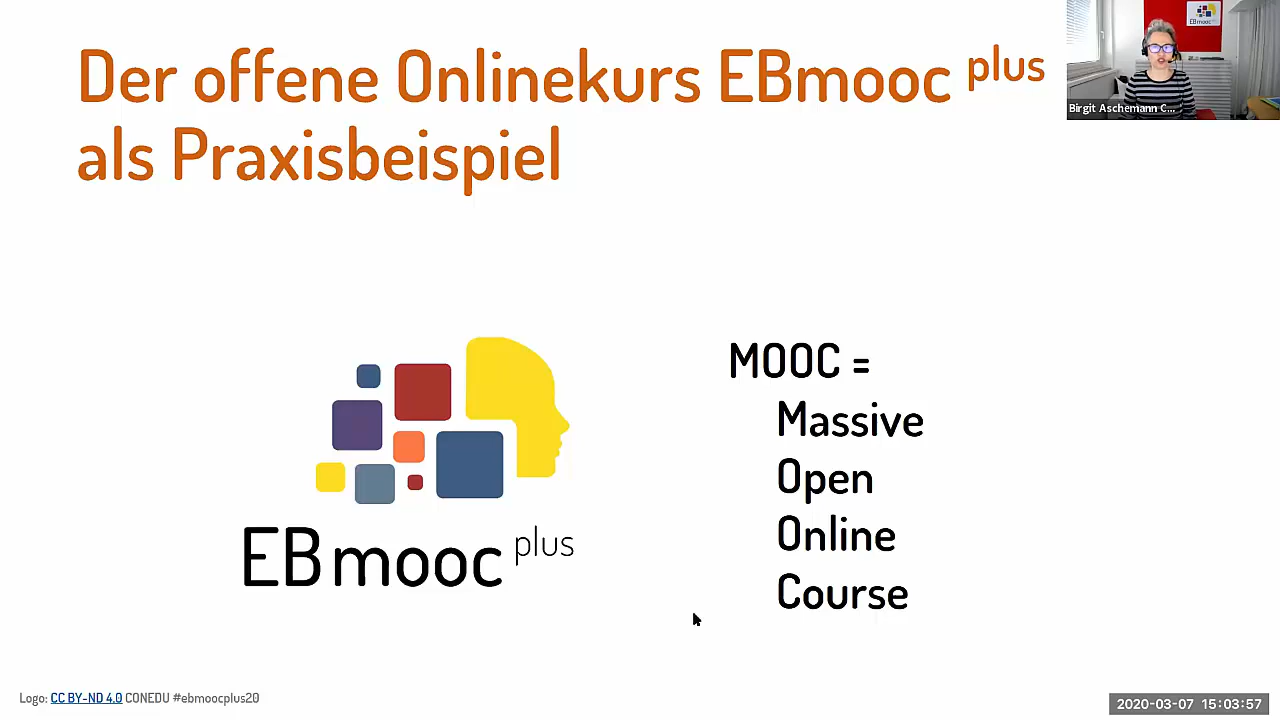 Der offene Onlinekurs EBmooc plus
als Praxisbeispiel
Birgit Aschemann C...
MOOC =
Massive
Open
Online
Course
EBmooc plus
Logo: CC BY-ND 4.0 CONEDU #ebmoocplus20
2020-03-07 15:03:57